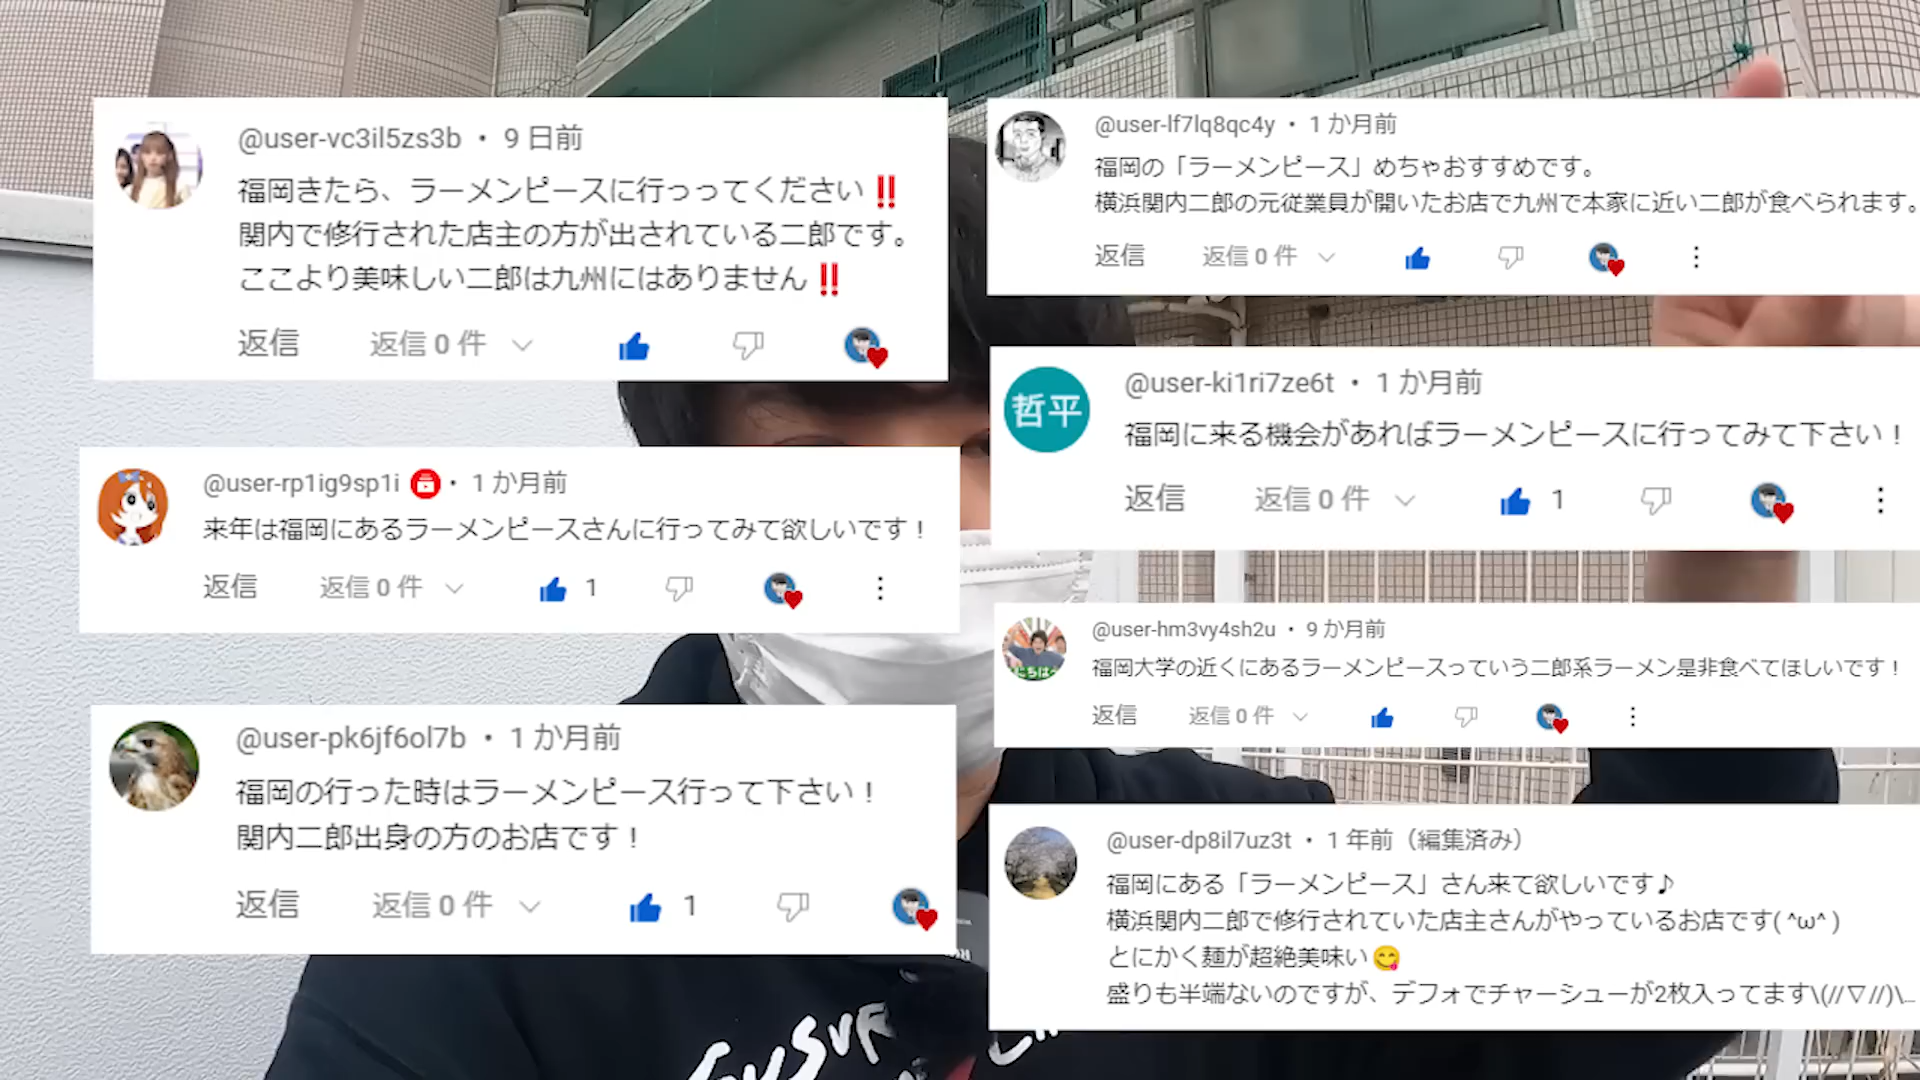 @user-vc3il5zs3b・9 日前
福岡きたら、ラーメンピースに行っってください‼
関内で修行された店主の方が出されている二郎です。
ここより美味しい二郎は九州にはありません‼
返信 返信 0 件
@user-rp1ig9sp1i・1 か月前
来年は福岡にあるラーメンピースさんに行ってみて欲しいです！
返信 返信 0 件 1
@user-pk6jf6ol7b・1 か月前
福岡の行った時はラーメンピース行って下さい！
関内二郎出身の方のお店です！
返信 返信 0 件 1
@user-lf7lq8qc4y・1 か月前
福岡の「ラーメンピース」めちゃおすすめです。
横浜関内二郎の元従業員が開いたお店で九州で本家に近い二郎が食べられます。
返信 返信 0 件
哲平
@user-ki1ri7ze6t・1 か月前
福岡に来る機会があればラーメンピースに行ってみて下さい！
返信 返信 0 件 1
@user-hm3vy4sh2u・9 か月前
福岡大学の近くにあるラーメンピースっていう二郎系ラーメン是非食べてほしいです！
返信 返信 0 件
@user-dp8il7uz3t・1 年前（編集済み）
福岡にある「ラーメンピース」さん来て欲しいです♪
横浜関内二郎で修行されていた店主さんがやっているお店です( ^ω^ )
とにかく麺が超絶美味い😋
盛りも半端ないのですが、デフォでチャーシューが2枚入ってます\(//▽//)\...